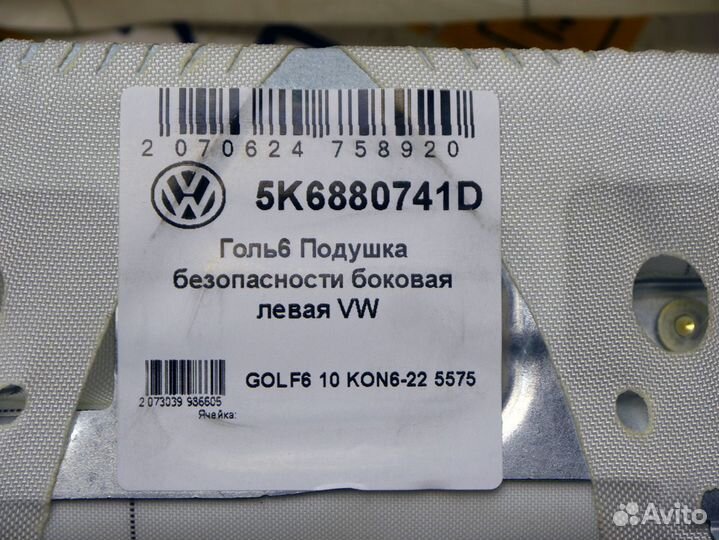 2 070624 758920
5K6880741D
Голь6 Подушка
безопасности боковая
левая VW
GOLF6 10 KON6-22 5575
2 073039 986605
Ячейка:
Avito